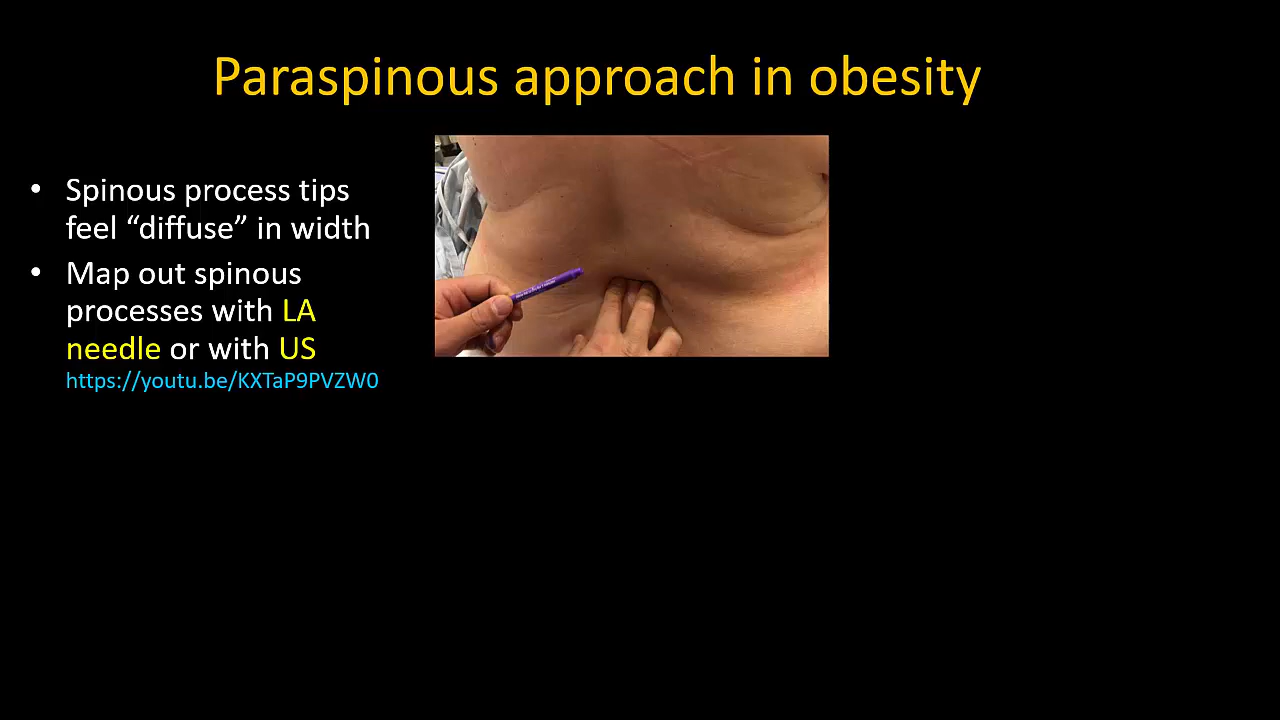 Paraspinous approach in obesity
• Spinous process tips
feel “diffuse” in width
• Map out spinous
processes with LA
needle or with US
https://youtu.be/KXTaP9PVZW0